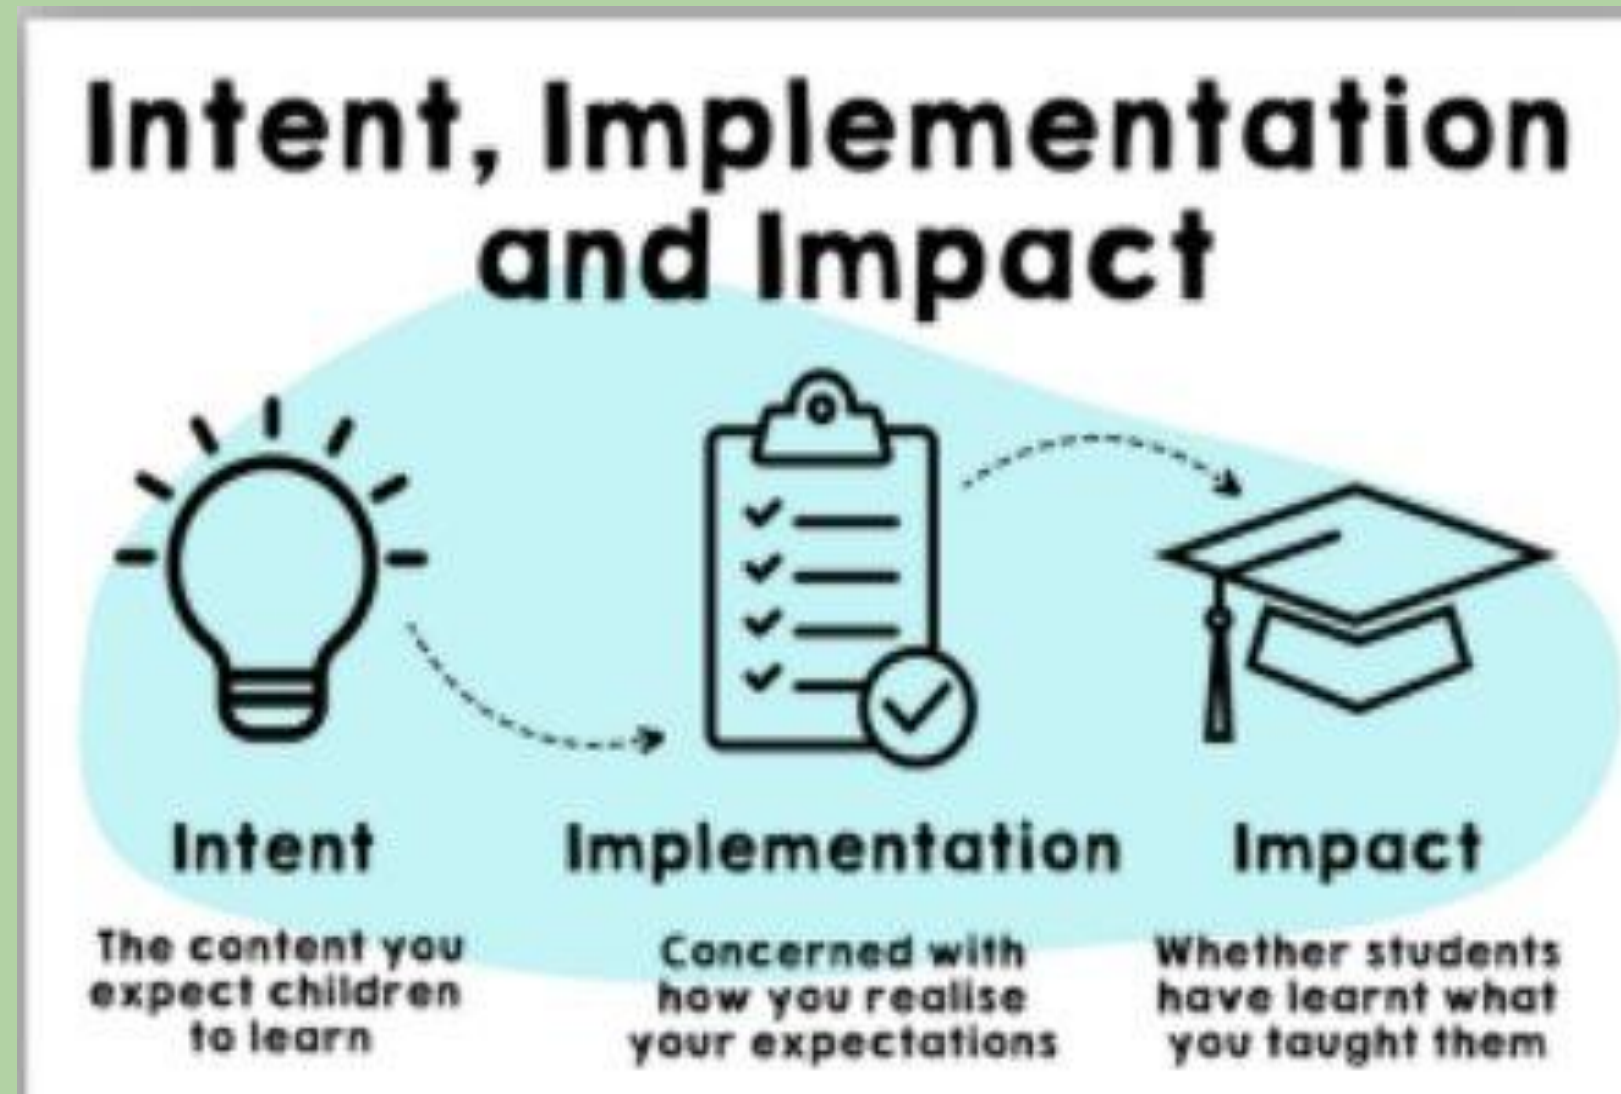 Intent, Implementation
and Impact
Intent
Implementation
Impact
The content you
expect children
to learn
Concerned with
how you realise
your expectations
Whether students
have learnt what
you taught them